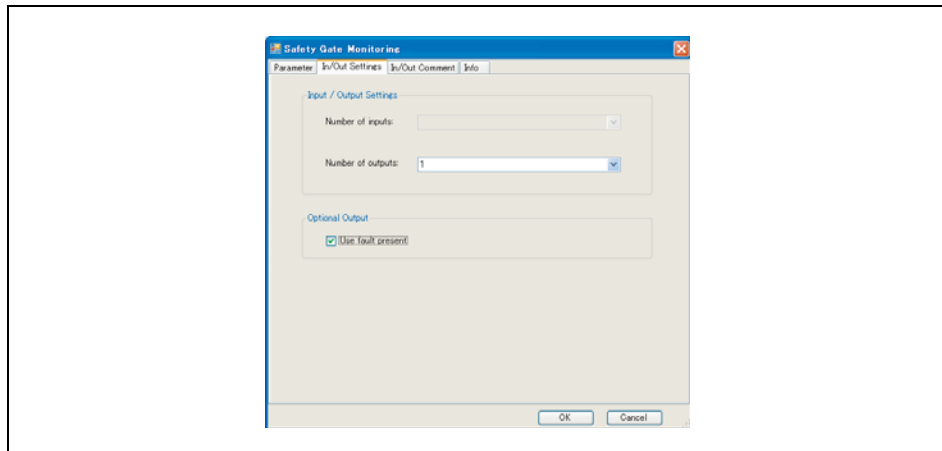 Safety Gate Monitoring
Parameter In/Out Settings In/Out Comment Info
Input / Output Settings
Number of inputs:
Number of outputs: 1
Optional Output
Use fault present
OK Cancel